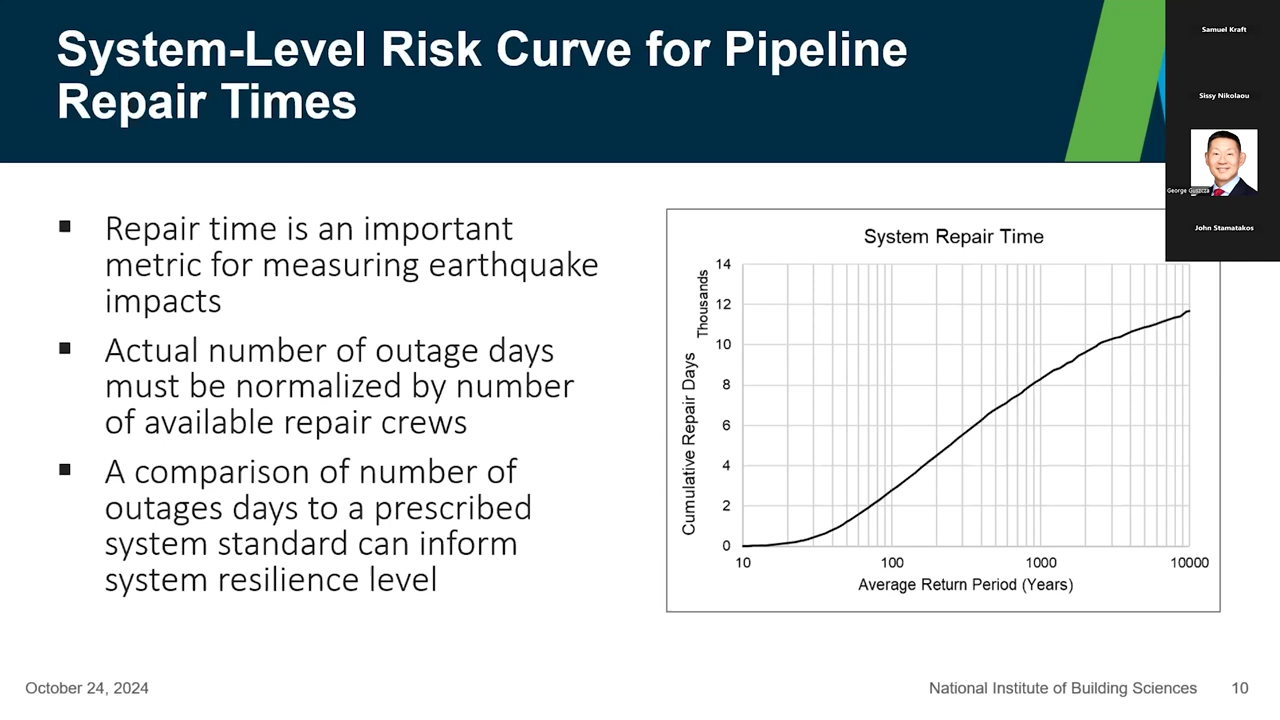 System-Level Risk Curve for Pipeline
Repair Times
Samuel Kraft
Sissy Nikolaou
George Guszcza
John Stamatakos
▪ Repair time is an important
metric for measuring earthquake
impacts
▪ Actual number of outage days
must be normalized by number
of available repair crews
▪ A comparison of number of
outages days to a prescribed
system standard can inform
system resilience level
System Repair Time
Cumulative Repair Days
Thousands
14
12
10
8
6
4
2
0
10 100 1000 10000
Average Return Period (Years)
October 24, 2024
National Institute of Building Sciences 10